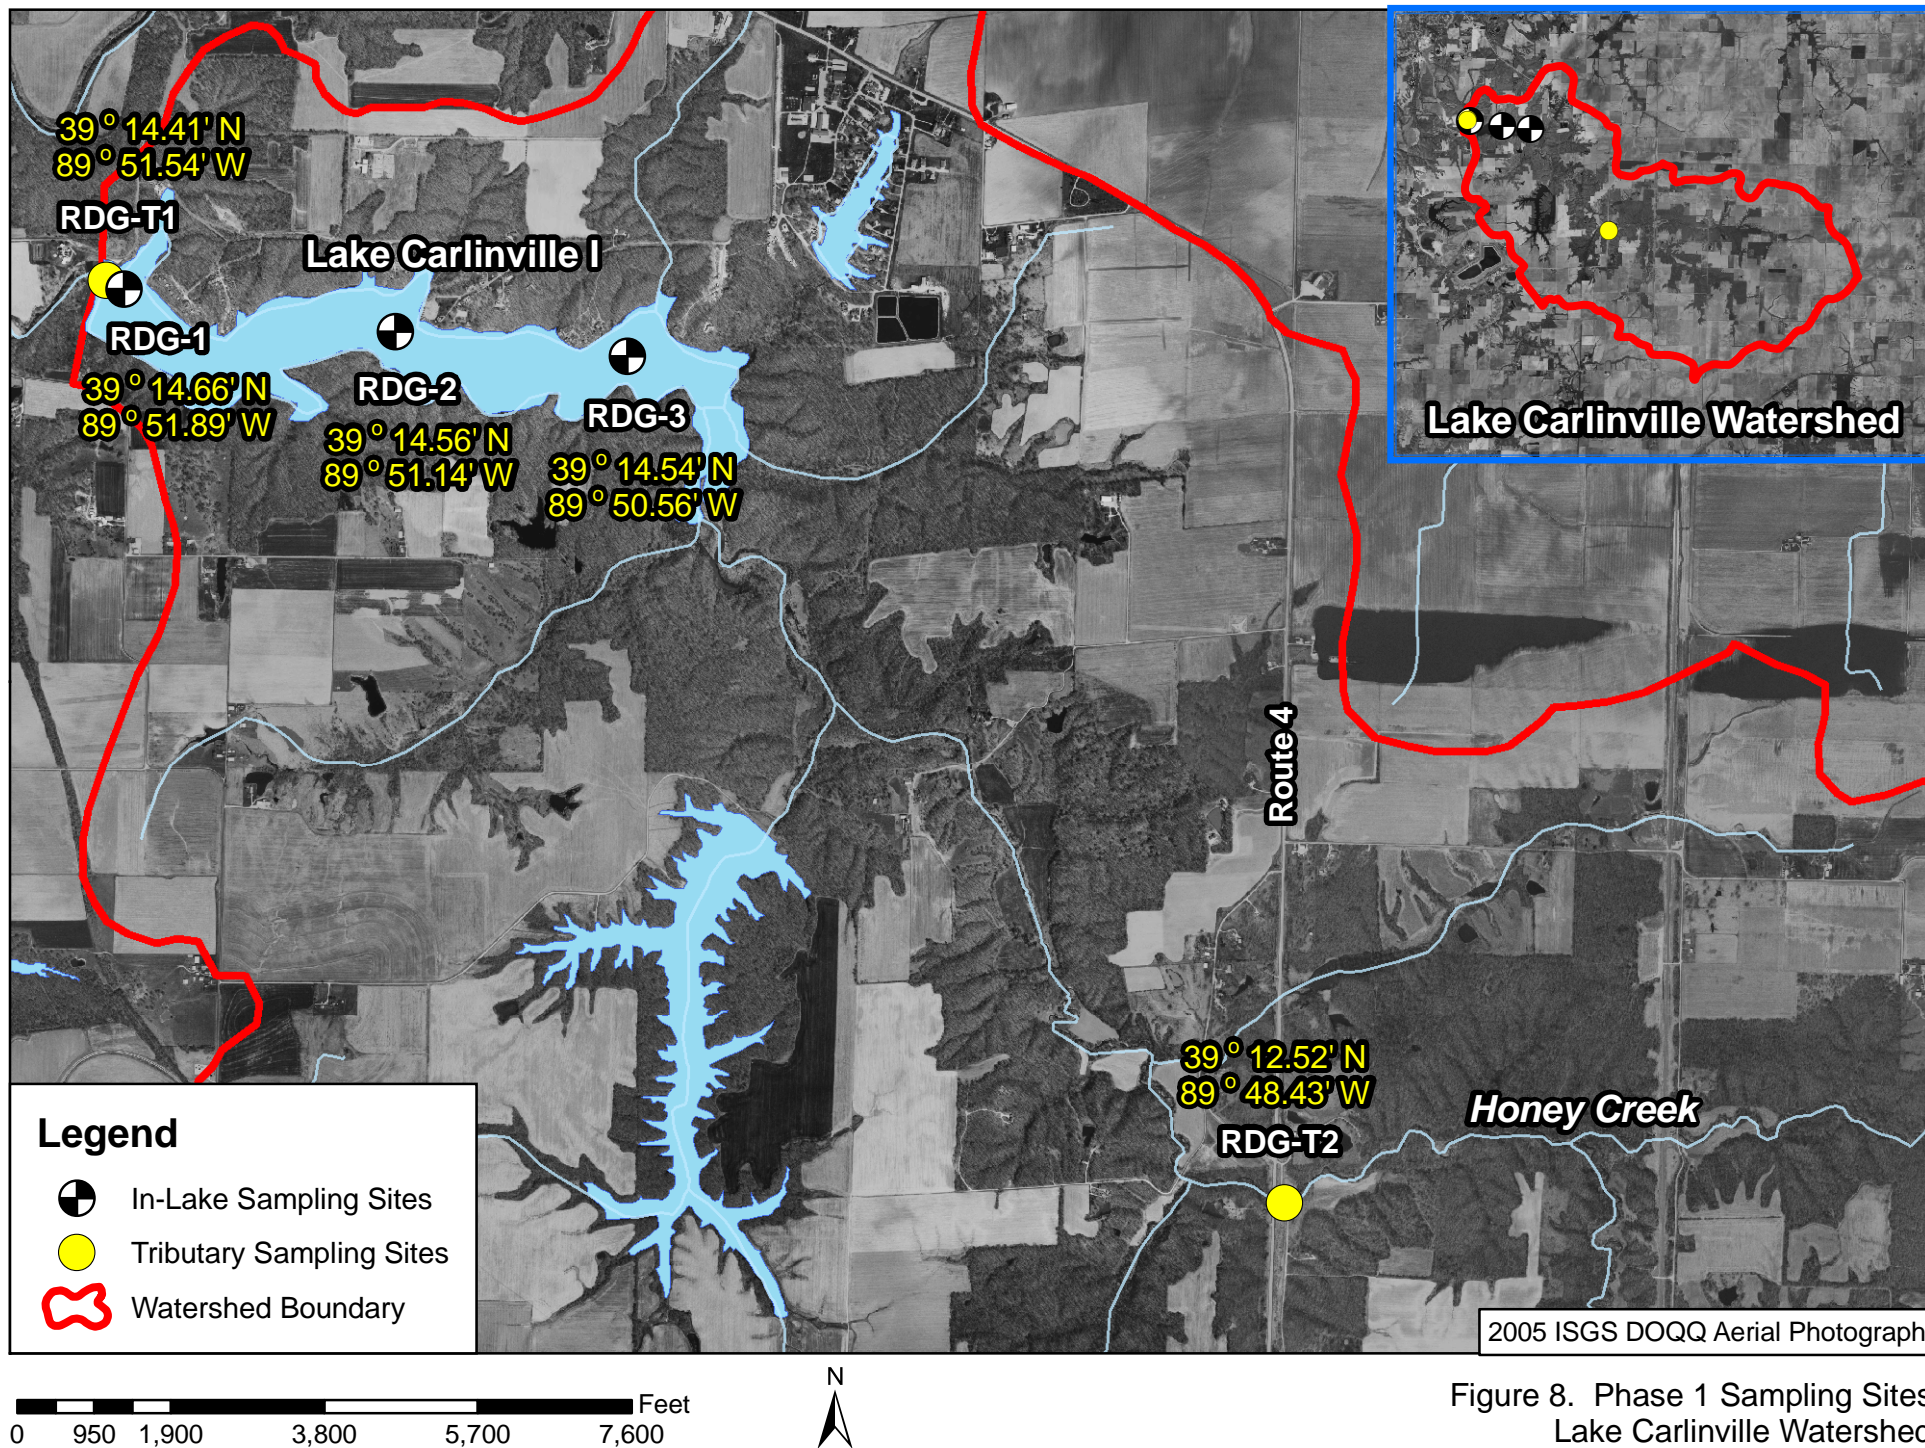 39 o 14.41' N
89 o 51.54' W
RDG-T1
Lake Carlinville I
RDG-1
39 o 14.66' N
89 o 51.89' W
RDG-2
39 o 14.56' N
89 o 51.14' W
RDG-3
39 o 14.54' N
89 o 50.56' W
Lake Carlinville Watershed
Route 4
39 o 12.52' N
89 o 48.43' W
RDG-T2
Honey Creek
Legend
In-Lake Sampling Sites
Tributary Sampling Sites
Watershed Boundary
2005 ISGS DOQQ Aerial Photograph
Feet
0 950 1,900 3,800 5,700 7,600
N
Figure 8. Phase 1 Sampling Sites
Lake Carlinville Watershed